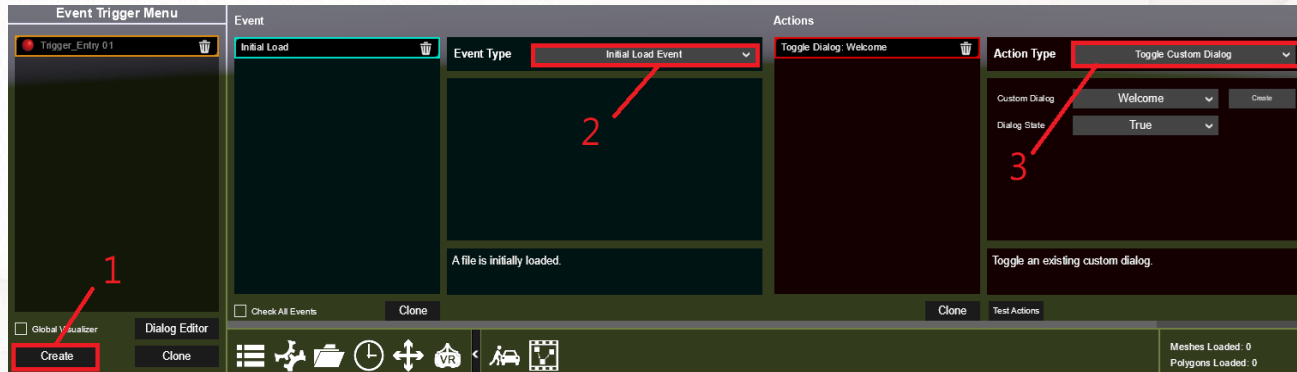 Event Trigger Menu
Event
Actions
Trigger_Entry 01
Initial Load
Event Type
Initial Load Event
Toggle Dialog: Welcome
Action Type
Toggle Custom Dialog
2
Custom Dialog
Welcome
Create
Dialog State
True
3
1
A file is initially loaded.
Toggle an existing custom dialog.
Check All Events
Clone
Clone
Test Actions
Global Visualizer
Dialog Editor
Create
Clone
VR
<
Meshes Loaded: 0
Polygons Loaded: 0